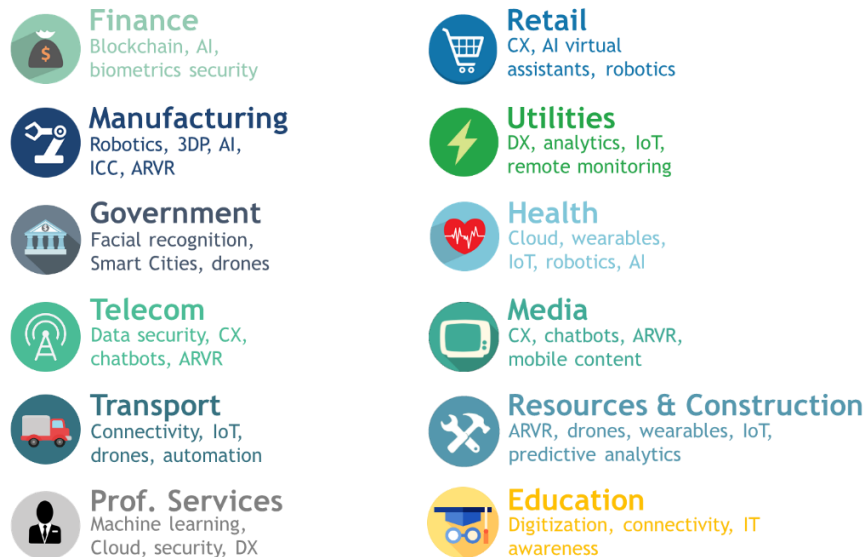 Finance
Blockchain, AI,
biometrics security
Manufacturing
Robotics, 3DP, AI,
ICC, ARVR
Government
Facial recognition,
Smart Cities, drones
Telecom
Data security, CX,
chatbots, ARVR
Transport
Connectivity, IoT,
drones, automation
Prof. Services
Machine learning,
Cloud, security, DX
Retail
CX, AI virtual
assistants, robotics
Utilities
DX, analytics, IoT,
remote monitoring
Health
Cloud, wearables,
IoT, robotics, AI
Media
CX, chatbots, ARVR,
mobile content
Resources & Construction
ARVR, drones, wearables, IoT,
predictive analytics
Education
Digitization, connectivity, IT
awareness